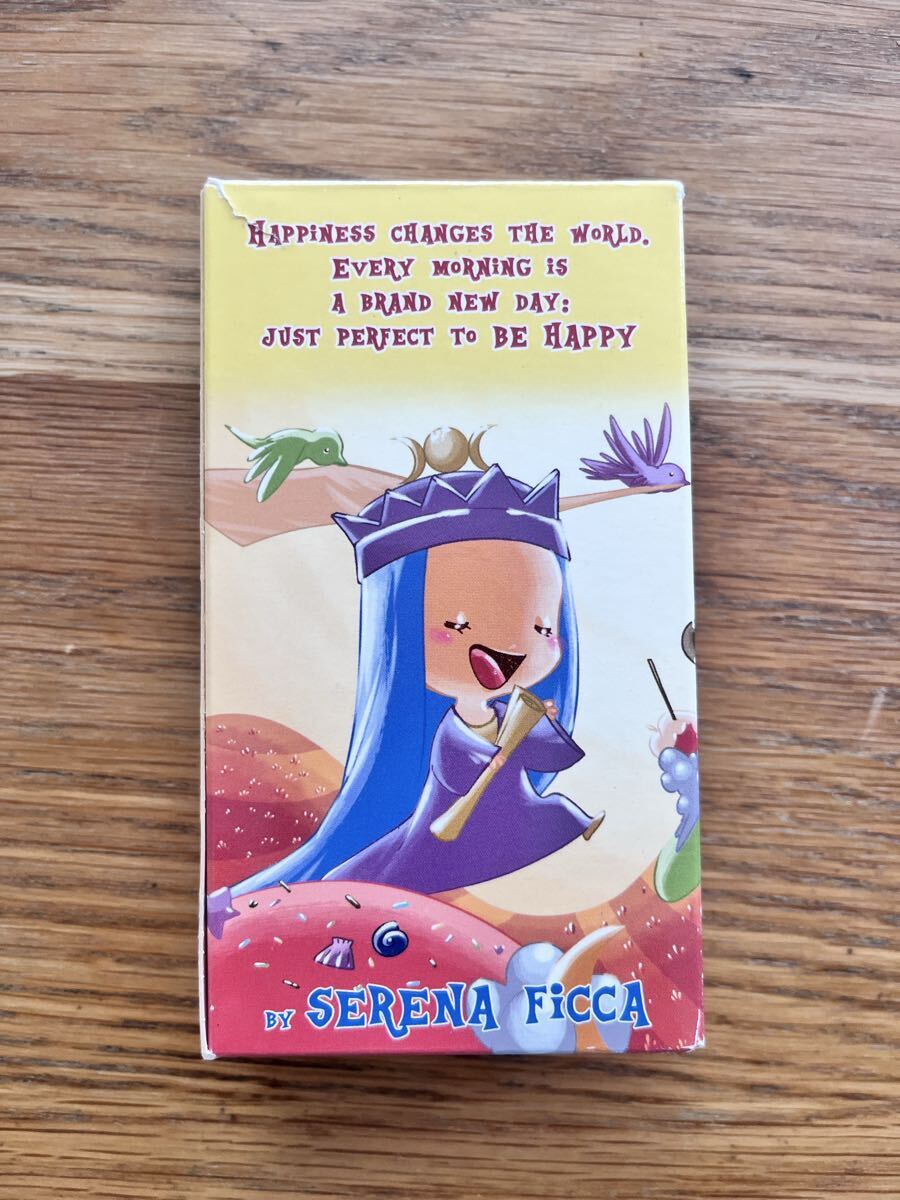 Happiness changes the world.
Every morning is
a brand new day:
just perfect to be Happy
by Serena Ficca